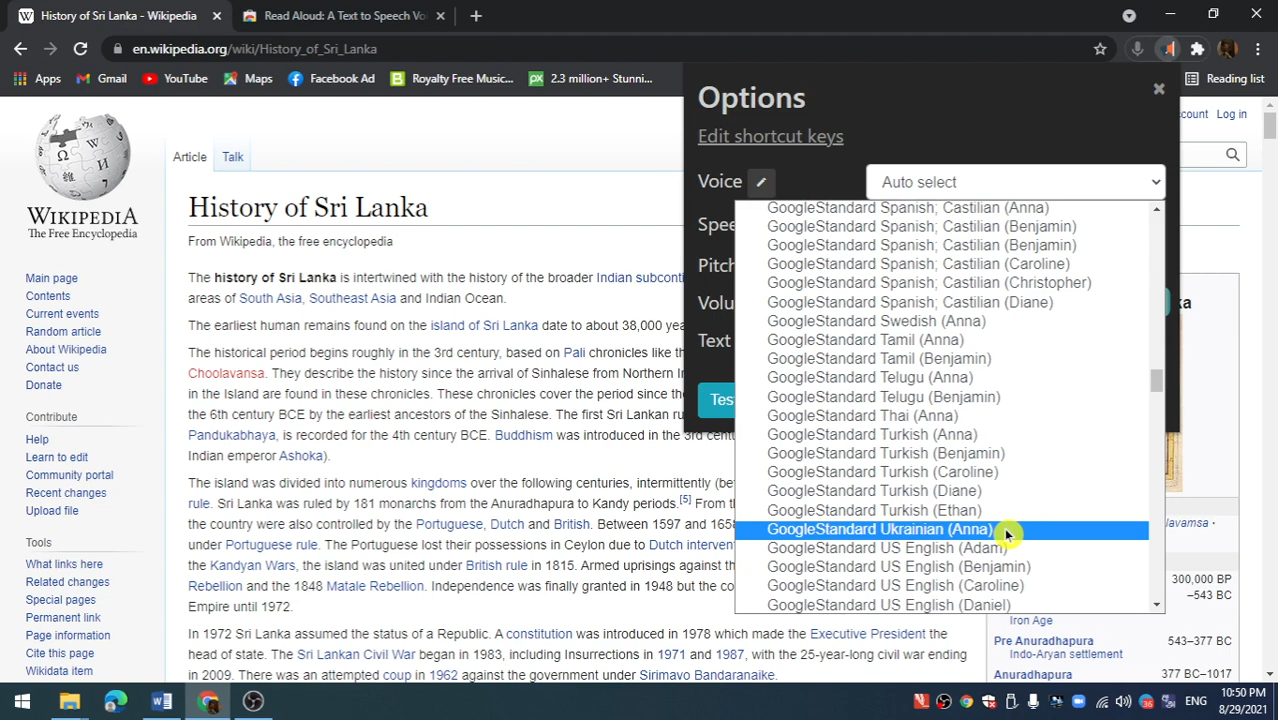 History of Sri Lanka - Wikipedia
Read Aloud: A Text to Speech Vo
en.wikipedia.org/wiki/History_of_Sri_Lanka
Apps
Gmail
YouTube
Maps
Facebook Ad
Royalty Free Music...
2.3 million+ Stunni...
Reading list
Options
Edit shortcut keys
Voice
Auto select
Spee
Pitch
Volu
Text
Tes
GoogleStandard Spanish; Castilian (Anna)
GoogleStandard Spanish; Castilian (Benjamin)
GoogleStandard Spanish; Castilian (Benjamin)
GoogleStandard Spanish; Castilian (Caroline)
GoogleStandard Spanish; Castilian (Christopher)
GoogleStandard Spanish; Castilian (Diane)
GoogleStandard Swedish (Anna)
GoogleStandard Tamil (Anna)
GoogleStandard Tamil (Benjamin)
GoogleStandard Telugu (Anna)
GoogleStandard Telugu (Benjamin)
GoogleStandard Thai (Anna)
GoogleStandard Turkish (Anna)
GoogleStandard Turkish (Benjamin)
GoogleStandard Turkish (Caroline)
GoogleStandard Turkish (Diane)
GoogleStandard Turkish (Ethan)
GoogleStandard Ukrainian (Anna)
GoogleStandard US English (Adam)
GoogleStandard US English (Benjamin)
GoogleStandard US English (Caroline)
GoogleStandard US English (Daniel)
count Log in
WIKIPEDIA
The Free Encyclopedia
Main page
Contents
Current events
Random article
About Wikipedia
Contact us
Donate
Contribute
Help
Learn to edit
Community portal
Recent changes
Upload file
Tools
What links here
Related changes
Special pages
Permanent link
Page information
Cite this page
Wikidata item
Article
Talk
History of Sri Lanka
From Wikipedia, the free encyclopedia
The history of Sri Lanka is intertwined with the history of the broader Indian subconti
areas of South Asia, Southeast Asia and Indian Ocean.
The earliest human remains found on the island of Sri Lanka date to about 38,000 yea
The historical period begins roughly in the 3rd century, based on Pali chronicles like th
Choolavansa. They describe the history since the arrival of Sinhalese from Northern In
in the Island are found in these chronicles. These chronicles cover the period since the
the 6th century BCE by the earliest ancestors of the Sinhalese. The first Sri Lankan ru
Pandukabhaya, is recorded for the 4th century BCE. Buddhism was introduced in the 3rd century
Indian emperor Ashoka).
The island was divided into numerous kingdoms over the following centuries, intermittently (be
rule. Sri Lanka was ruled by 181 monarchs from the Anuradhapura to Kandy periods.[5] From t
the country were also controlled by the Portuguese, Dutch and British. Between 1597 and 1658
under Portuguese rule. The Portuguese lost their possessions in Ceylon due to Dutch interven
the Kandyan Wars, the island was united under British rule in 1815. Armed uprisings against th
Rebellion and the 1848 Matale Rebellion. Independence was finally granted in 1948 but the co
Empire until 1972.
In 1972 Sri Lanka assumed the status of a Republic. A constitution was introduced in 1978 which made the Executive President the
head of state. The Sri Lankan Civil War began in 1983, including Insurrections in 1971 and 1987, with the 25-year-long civil war ending
in 2009. There was an attempted coup in 1962 against the government under Sirimavo Bandaranaike.
ka
avamsa ·
300,000 BP
–543 BC
Iron Age
Pre Anuradhapura 543–377 BC
Indo-Aryan settlement
Anuradhapura 377 BC–1017
ENG
10:50 PM
8/29/2021